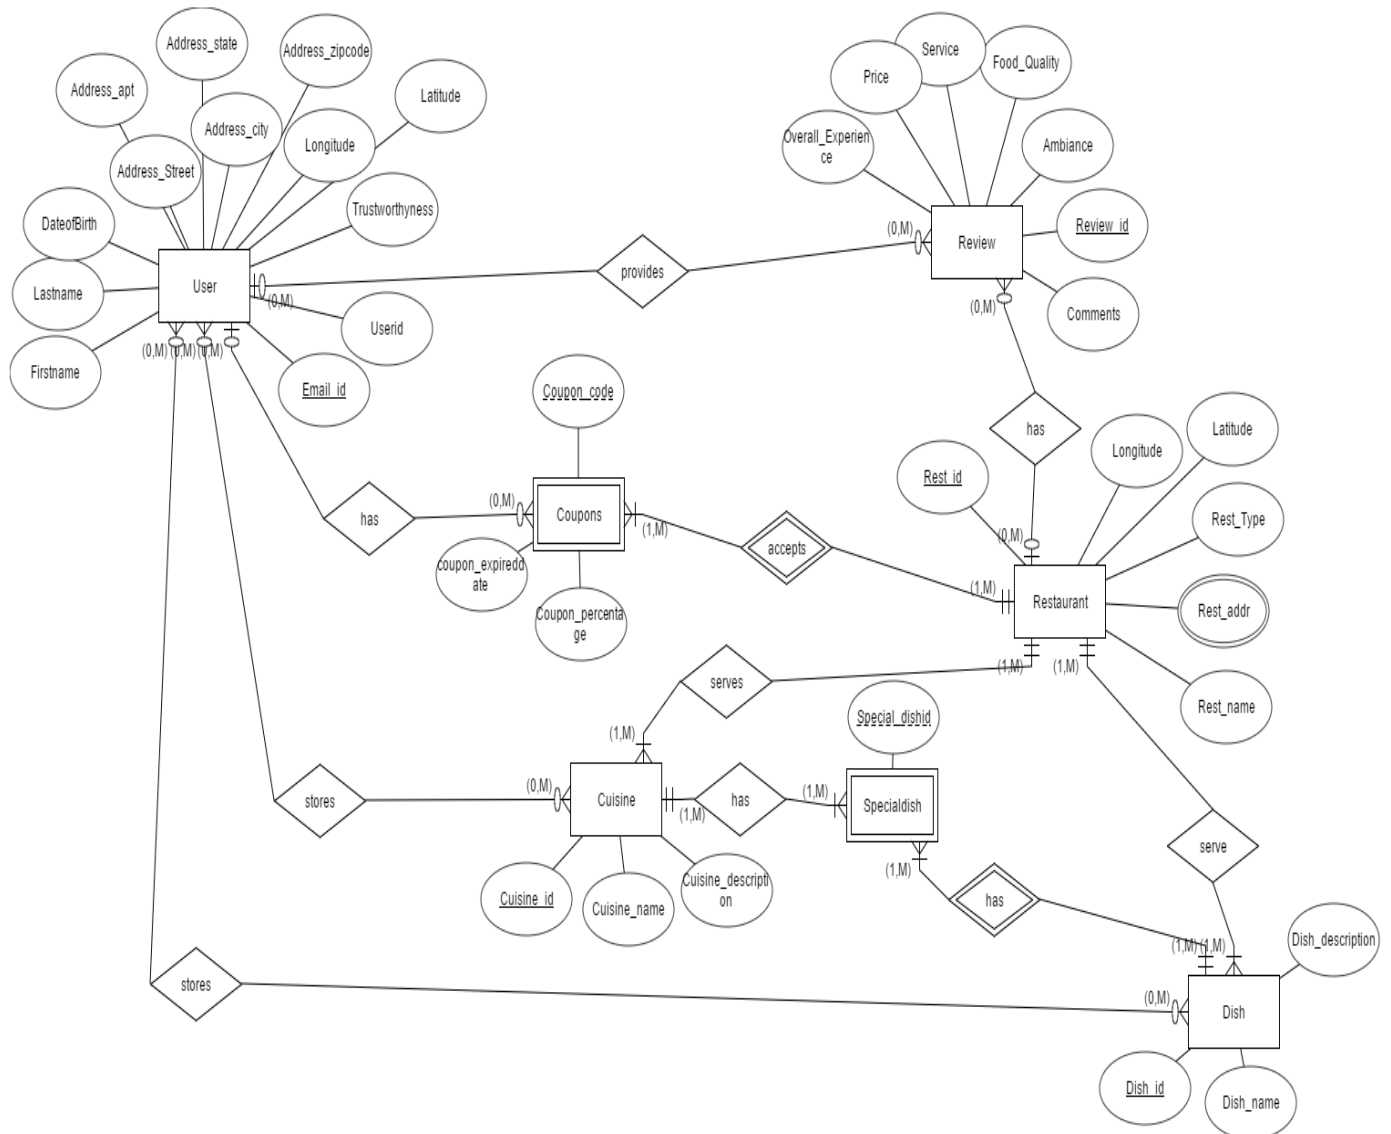 Address_state
Address_zipcode
Address_apt
Latitude
Address_city
Longitude
Address_Street
DateofBirth
Trustworthyness
Lastname
User
Userid
Firstname
Email_id
(0,M)
(0,M)
(0,M)
(0,M)
provides
(0,M)
Service
Price
Food_Quality
Overall_Experien
ce
Ambiance
Review
Review_id
Comments
(0,M)
has
Coupon_code
has
(0,M)
Coupons
(1,M)
coupon_expiredd
ate
Coupon_percenta
ge
accepts
(1,M)
Rest_id
Longitude
Latitude
(0,M)
Rest_Type
Restaurant
Rest_addr
Rest_name
(1,M)
(1,M)
serves
(1,M)
Special_dishid
stores
(0,M)
Cuisine
(1,M)
has
(1,M)
Specialdish
(1,M)
serve
Cuisine_id
Cuisine_name
Cuisine_descripti
on
has
(1,M)
(1,M)
Dish_description
stores
(0,M)
Dish
Dish_id
Dish_name